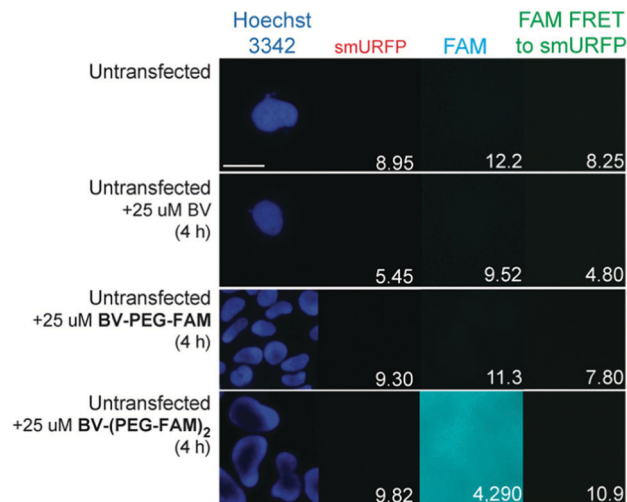 Hoechst FAM FRET
3342 smURFP FAM to smURFP
Untransfected
8.95 12.2 8.25
Untransfected
+25 uM BV
(4 h)
5.45 9.52 4.80
Untransfected
+25 uM BV-PEG-FAM
(4 h)
9.30 11.3 7.80
Untransfected
+25 uM BV-(PEG-FAM)2
(4 h)
9.82 4,290 10.9